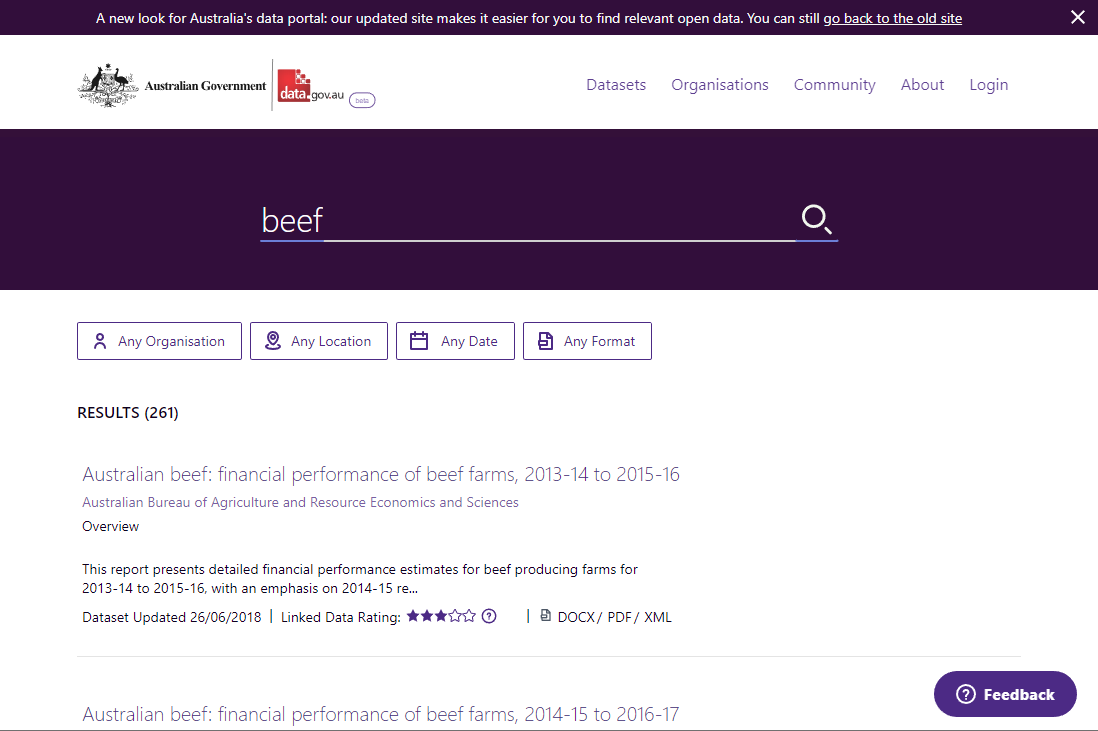 A new look for Australia's data portal: our updated site makes it easier for you to find relevant open data. You can still go back to the old site
Australian Government
data.gov.au
beta
Datasets
Organisations
Community
About
Login
beef
Any Organisation
Any Location
Any Date
Any Format
RESULTS (261)
Australian beef: financial performance of beef farms, 2013-14 to 2015-16
Australian Bureau of Agriculture and Resource Economics and Sciences
Overview
This report presents detailed financial performance estimates for beef producing farms for
2013-14 to 2015-16, with an emphasis on 2014-15 re...
Dataset Updated 26/06/2018 | Linked Data Rating: | DOCX / PDF / XML
Feedback
Australian beef: financial performance of beef farms, 2014-15 to 2016-17